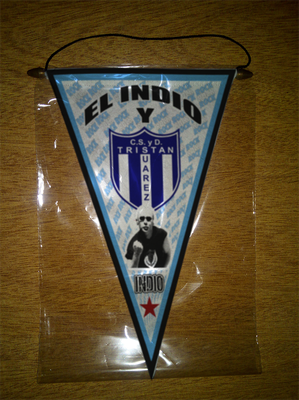 EL INDIO
Y
C.S. y D.
TRISTAN
SUAREZ
INDIO